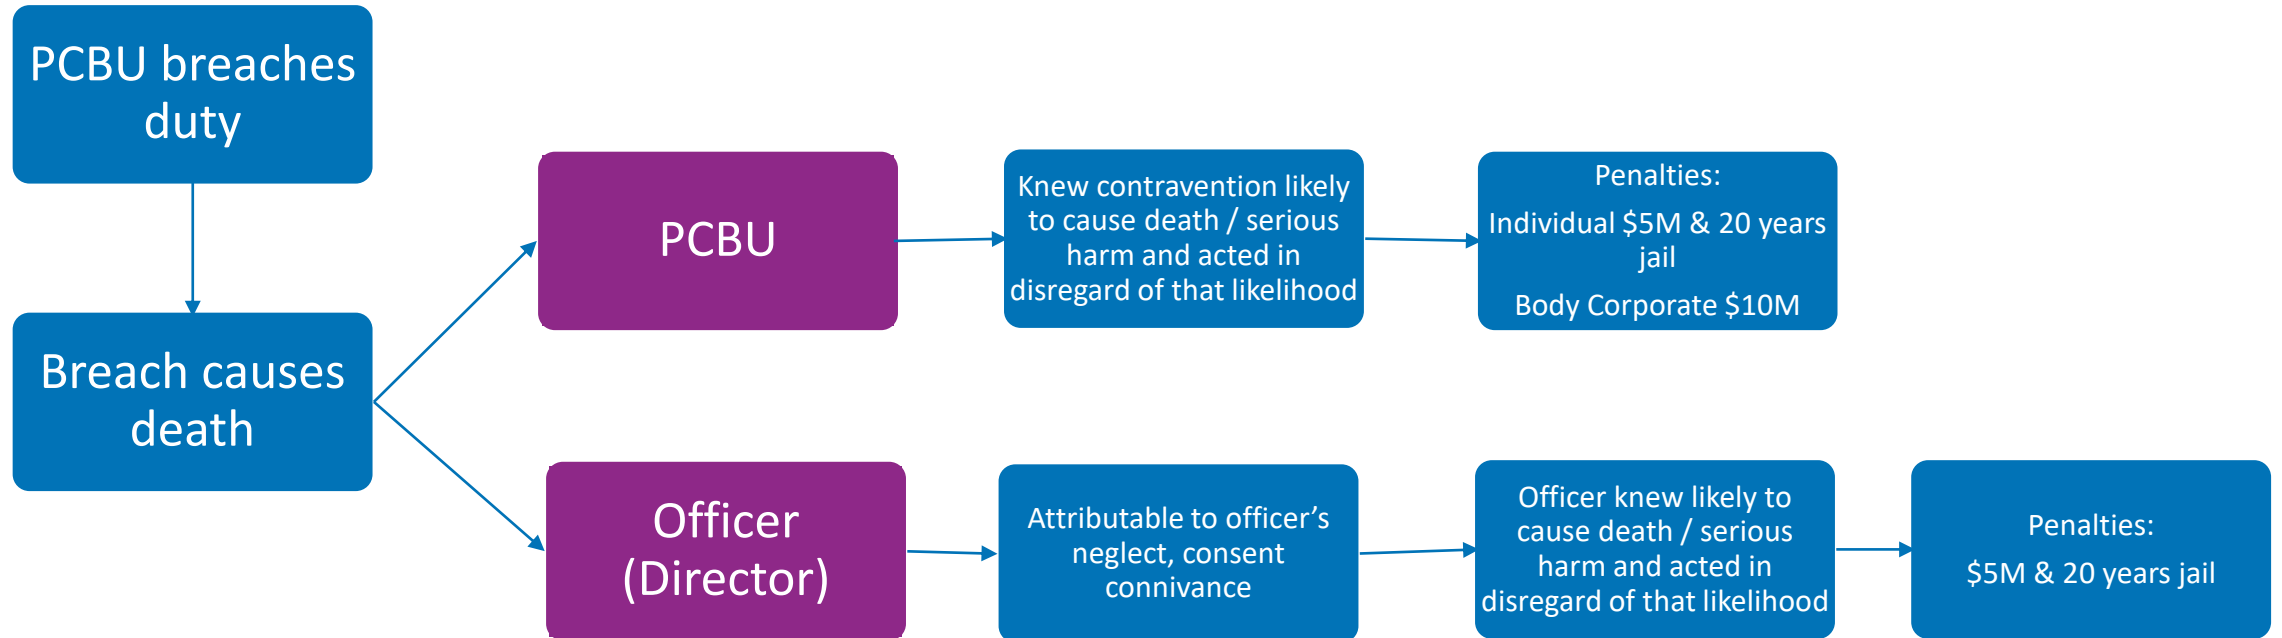 PCBU breaches
duty
Breach causes
death
PCBU
Knew contravention likely
to cause death / serious
harm and acted in
disregard of that likelihood
Penalties:
Individual $5M & 20 years
jail
Body Corporate $10M
Officer
(Director)
Attributable to officer’s
neglect, consent
connivance
Officer knew likely to
cause death / serious
harm and acted in
disregard of that likelihood
Penalties:
$5M & 20 years jail